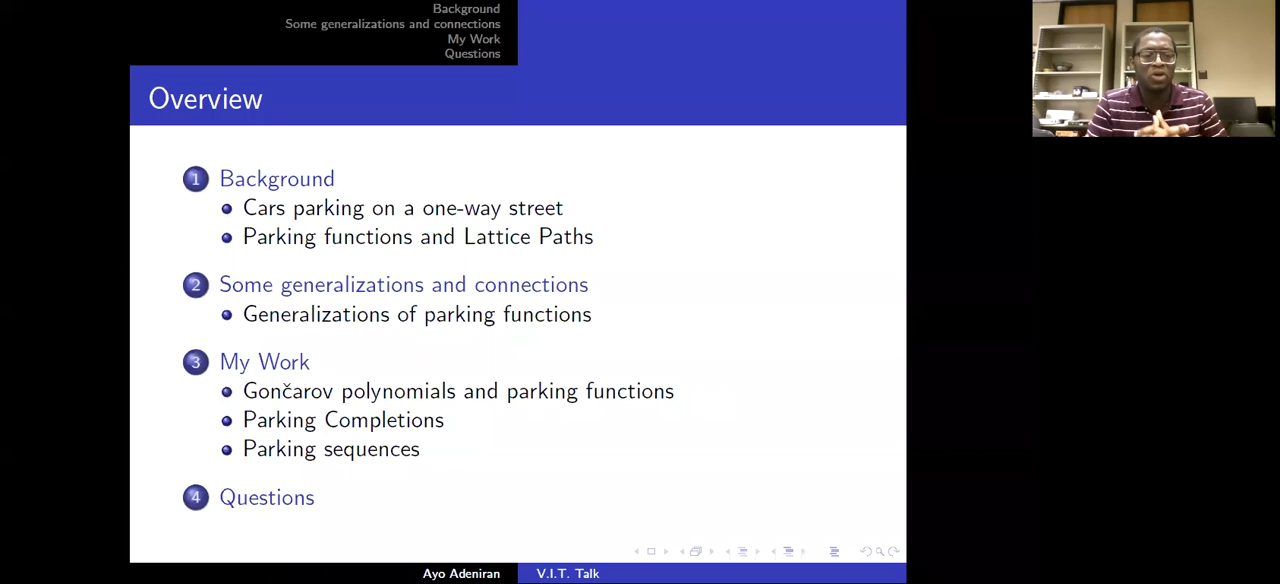 Background
Some generalizations and connections
My Work
Questions
Overview
1 Background
Cars parking on a one-way street
Parking functions and Lattice Paths
2 Some generalizations and connections
Generalizations of parking functions
3 My Work
Gončarov polynomials and parking functions
Parking Completions
Parking sequences
4 Questions
Ayo Adeniran V.I.T. Talk